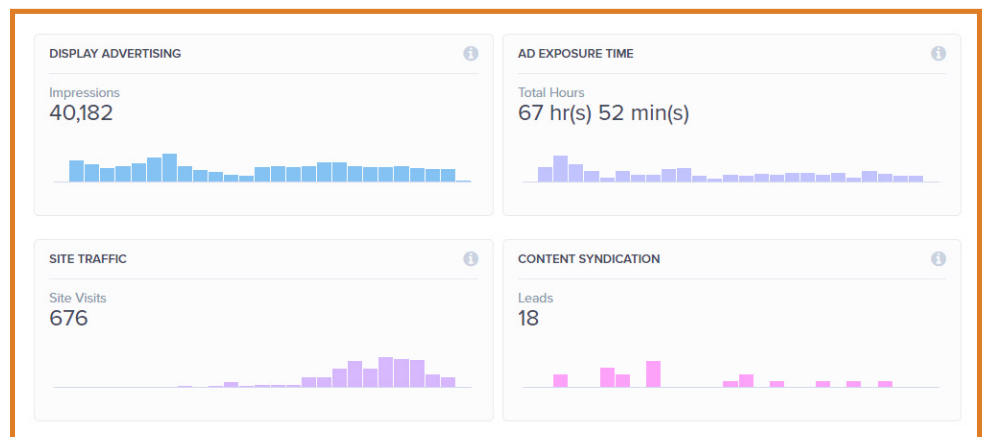 DISPLAY ADVERTISING
Impressions
40,182
AD EXPOSURE TIME
Total Hours
67 hr(s) 52 min(s)
SITE TRAFFIC
Site Visits
676
CONTENT SYNDICATION
Leads
18